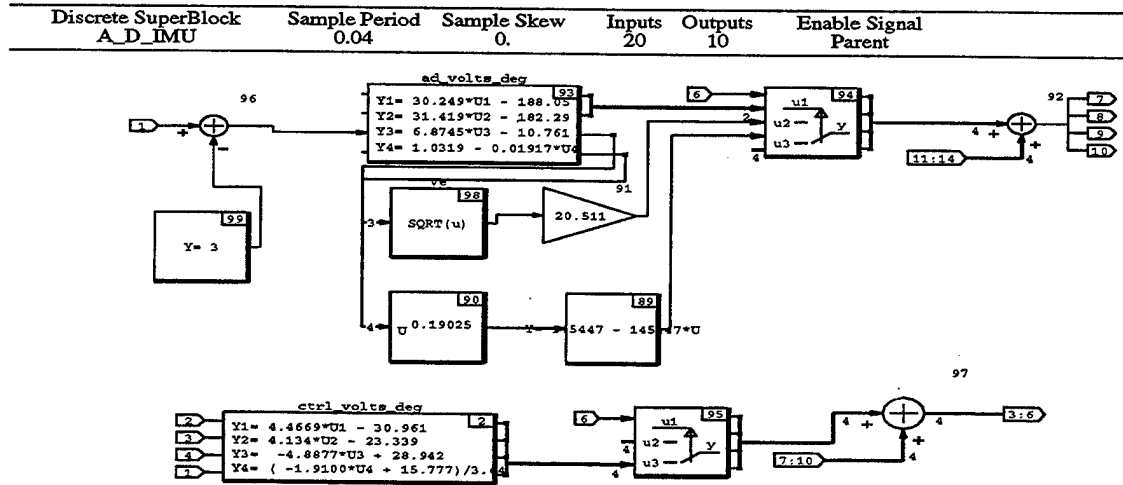 Discrete SuperBlock Sample Period Sample Skew Inputs Outputs Enable Signal
A_D_IMU 0.04 0. 20 10 Parent
ad_volts_deg
93
Y1= 30.249*U1 - 188.05
Y2= 31.419*U2 - 182.29
Y3= 6.8745*U3 - 10.761
Y4= 1.0319 - 0.01917*U4
96
1
+
-
99
Y= 3
ve
98
3
SQRT(u)
91
20.511
90
4
U 0.19025
89
Y= 5447 - 145.47*U
6
2
94
u1
u2
u3
y
4
92
4
+
+
11:14
4
7
8
9
10
ctrl_volts_deg
2
Y1= 4.4669*U1 - 30.961
Y2= 4.134*U2 - 23.339
Y3= -4.8877*U3 + 28.942
Y4= ( -1.9100*U4 + 15.777)/3.
2
3
4
1
6
4
4
95
u1
u2
u3
y
97
4
+
+
7:10
4
4
3:6